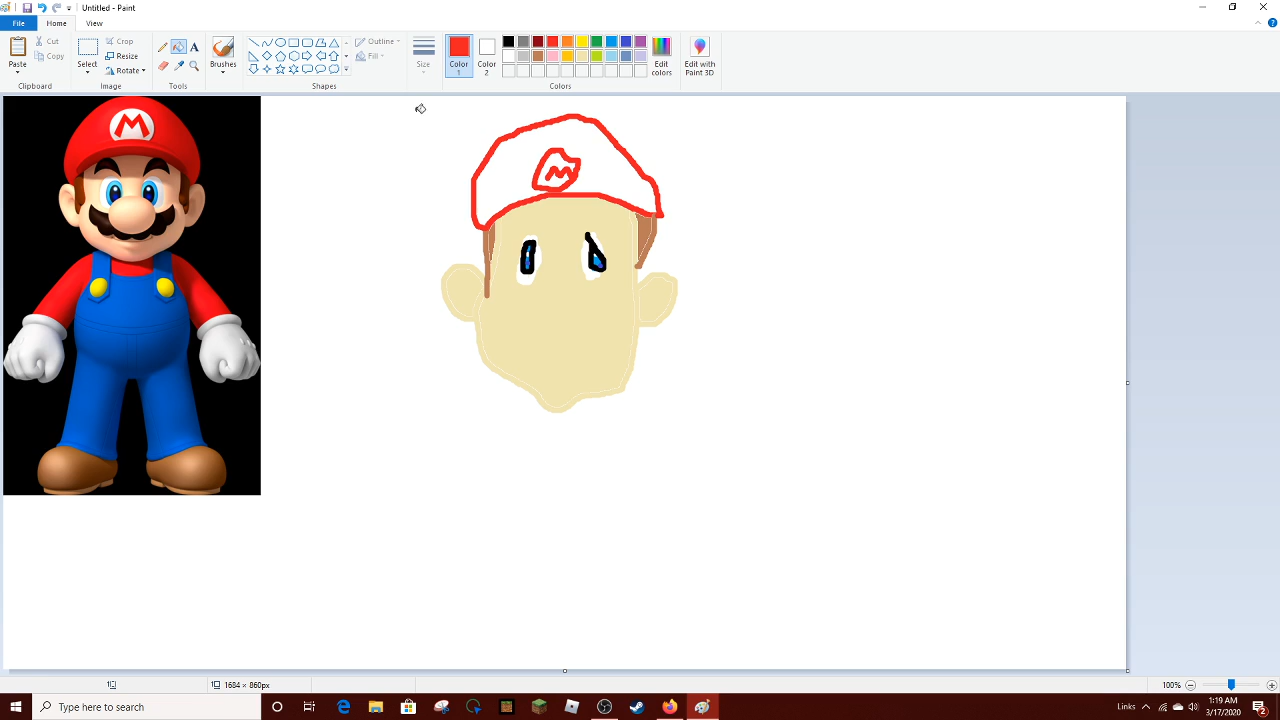 Untitled - Paint
File Home View
Paste
Cut
Copy
Clipboard
Select
Crop
Resize
Rotate
Image
A
Tools
Brushes
Outline
Fill
Shapes
Size
Color 1
Color 2
Edit colors
Colors
Edit with Paint 3D
M
M
1684 × 860px
100%
Type here to search
Links
1:19 AM
3/17/2020
2